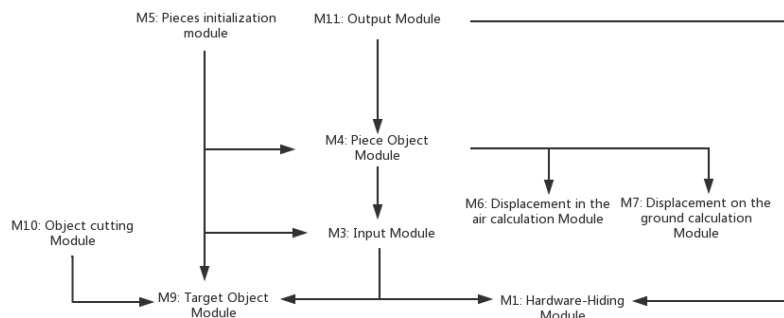 M5: Pieces initialization
module
M11: Output Module
M4: Piece Object
Module
M6: Displacement in the
air calculation Module
M7: Displacement on the
ground calculation
Module
M10: Object cutting
Module
M3: Input Module
M9: Target Object
Module
M1: Hardware-Hiding
Module